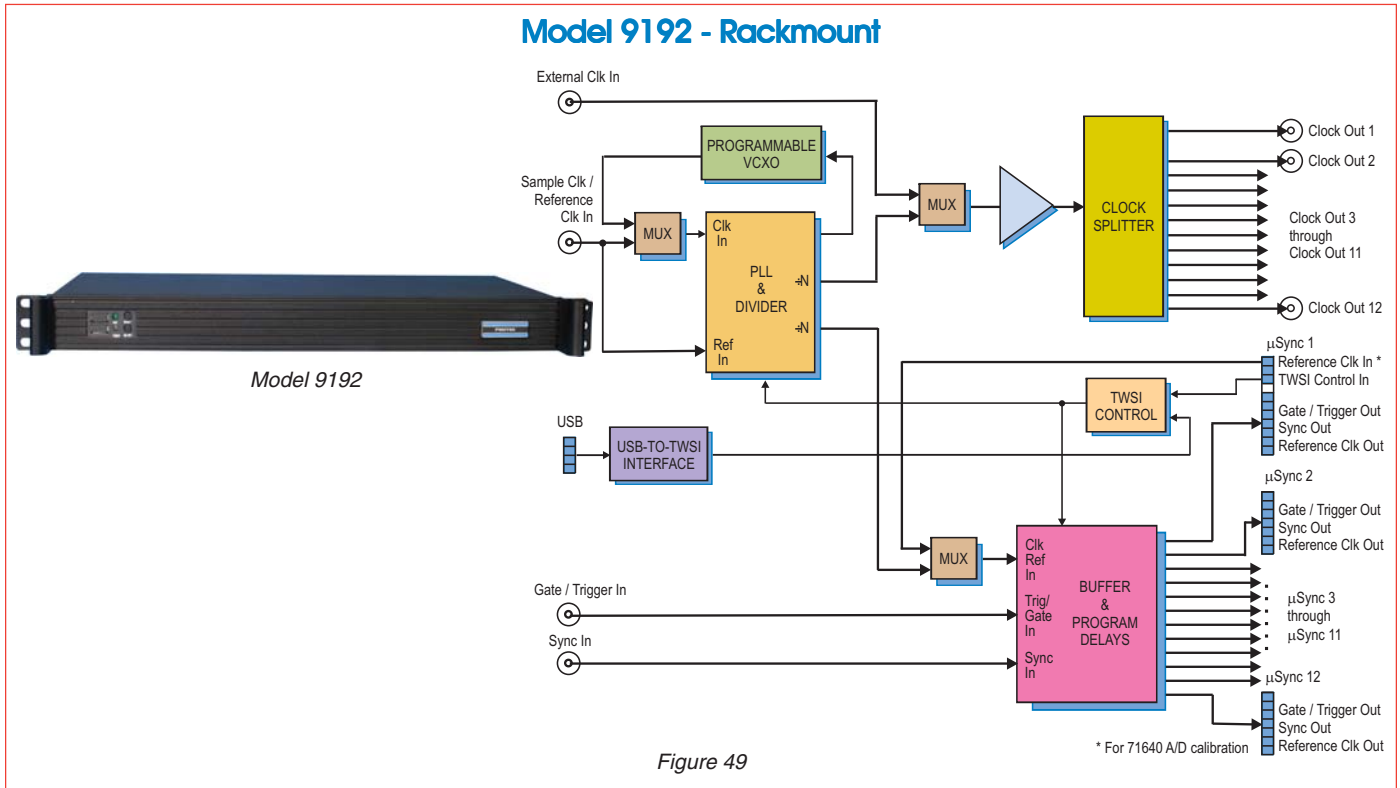 Model 9192 - Rackmount
External Clk In
PROGRAMMABLE
VCXO
Sample Clk /
Reference
Clk In
MUX
Clk
In
PLL
&
DIVIDER
÷N
÷N
Ref
In
MUX
CLOCK
SPLITTER
Clock Out 1
Clock Out 2
Clock Out 3
through
Clock Out 11
Clock Out 12
Model 9192
USB
USB-TO-TWSI
INTERFACE
TWSI
CONTROL
µSync 1
Reference Clk In *
TWSI Control In
Gate / Trigger Out
Sync Out
Reference Clk Out
µSync 2
Gate / Trigger Out
Sync Out
Reference Clk Out
MUX
Gate / Trigger In
Sync In
Clk
Ref
In
Trig/
Gate
In
Sync
In
BUFFER
&
PROGRAM
DELAYS
µSync 3
through
µSync 11
µSync 12
Gate / Trigger Out
Sync Out
Reference Clk Out
* For 71640 A/D calibration
Figure 49